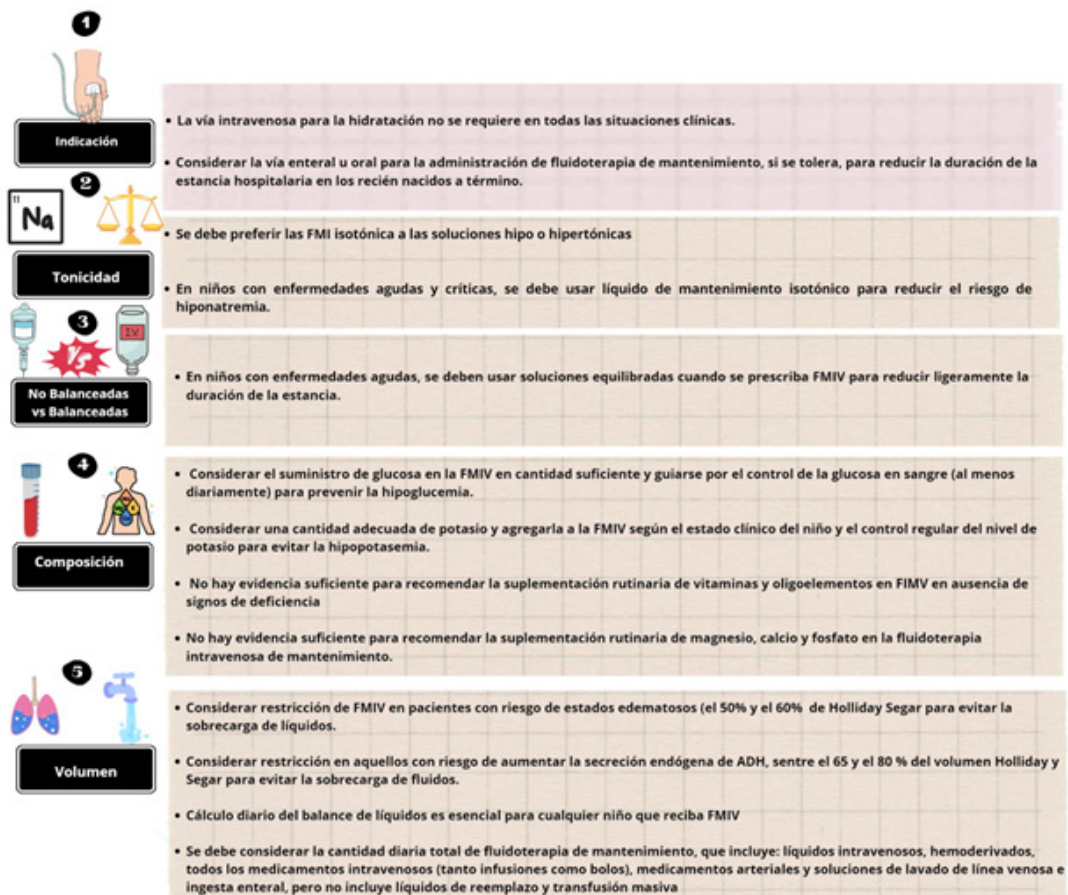 1
Indicación
• La vía intravenosa para la hidratación no se requiere en todas las situaciones clínicas.
• Considerar la vía enteral u oral para la administración de fluidoterapia de mantenimiento, si se tolera, para reducir la duración de la
estancia hospitalaria en los recién nacidos a término.
2
11
Na
Tonicidad
• Se debe preferir las FMI isotónica a las soluciones hipo o hipertónicas
• En niños con enfermedades agudas y críticas, se debe usar líquido de mantenimiento isotónico para reducir el riesgo de
hiponatremia.
3
VS
IV
No Balanceadas
vs Balanceadas
• En niños con enfermedades agudas, se deben usar soluciones equilibradas cuando se prescriba FMIV para reducir ligeramente la
duración de la estancia.
4
Composición
• Considerar el suministro de glucosa en la FMIV en cantidad suficiente y guiarse por el control de la glucosa en sangre (al menos
diariamente) para prevenir la hipoglucemia.
• Considerar una cantidad adecuada de potasio y agregarla a la FMIV según el estado clínico del niño y el control regular del nivel de
potasio para evitar la hipopotasemia.
• No hay evidencia suficiente para recomendar la suplementación rutinaria de vitaminas y oligoelementos en FIMV en ausencia de
signos de deficiencia
• No hay evidencia suficiente para recomendar la suplementación rutinaria de magnesio, calcio y fosfato en la fluidoterapia
intravenosa de mantenimiento.
5
Volumen
• Considerar restricción de FMIV en pacientes con riesgo de estados edematosos (el 50% y el 60% de Holliday Segar para evitar la
sobrecarga de líquidos.
• Considerar restricción en aquellos con riesgo de aumentar la secreción endógena de ADH, sentre el 65 y el 80 % del volumen Holliday y
Segar para evitar la sobrecarga de fluidos.
• Cálculo diario del balance de líquidos es esencial para cualquier niño que reciba FMIV
• Se debe considerar la cantidad diaria total de fluidoterapia de mantenimiento, que incluye: líquidos intravenosos, hemoderivados,
todos los medicamentos intravenosos (tanto infusiones como bolos), medicamentos arteriales y soluciones de lavado de línea venosa e
ingesta enteral, pero no incluye líquidos de reemplazo y transfusión masiva